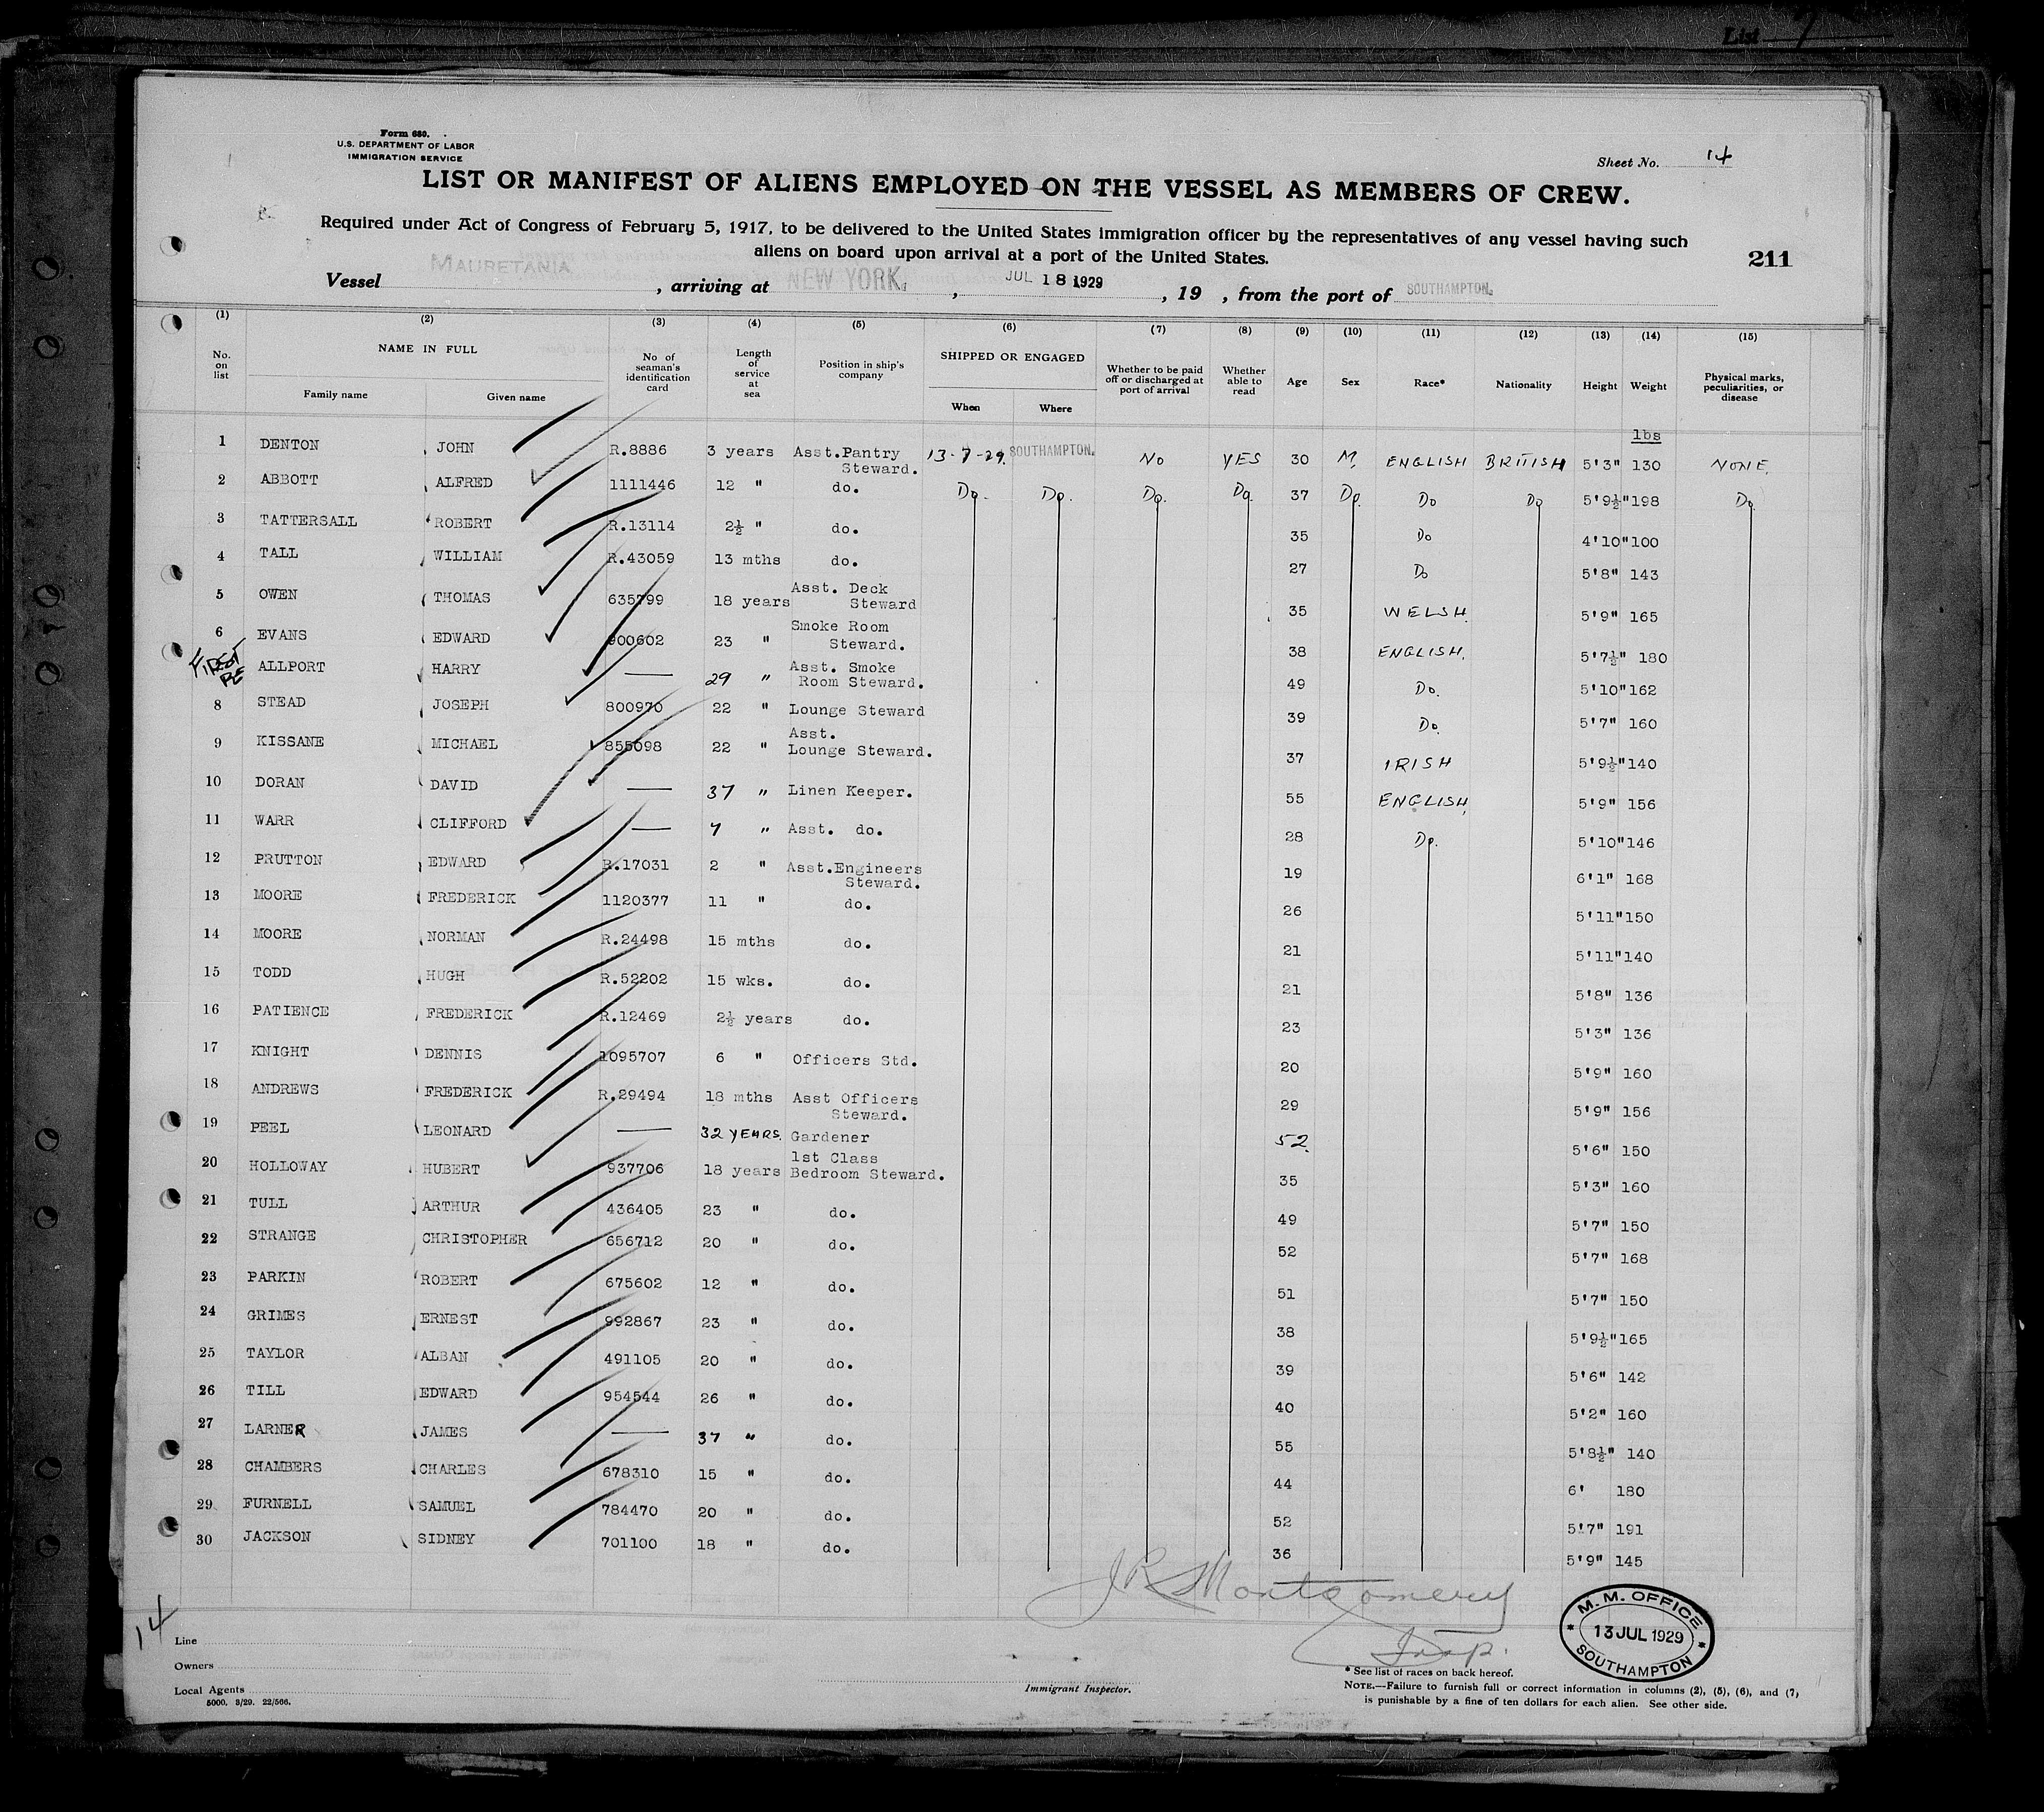 List 7
Form 680.
U.S. DEPARTMENT OF LABOR
IMMIGRATION SERVICE
Sheet No. 14
LIST OR MANIFEST OF ALIENS EMPLOYED ON THE VESSEL AS MEMBERS OF CREW.
Required under Act of Congress of February 5, 1917, to be delivered to the United States immigration officer by the representatives of any vessel having such
aliens on board upon arrival at a port of the United States.
211
Vessel MAURETANIA, arriving at NEW YORK, JUL 18 1929, 19 , from the port of SOUTHAMPTON.
(1) (2) (3) (4) (5) (6) (7) (8) (9) (10) (11) (12) (13) (14) (15)
No. on list NAME IN FULL Family name Given name No of seaman's identification card Length of service at sea Position in ship's company SHIPPED OR ENGAGED When Where Whether to be paid off or discharged at port of arrival Whether able to read Age Sex Race* Nationality Height Weight Physical marks, peculiarities, or disease
lbs
1 DENTON JOHN R.8886 3 years Asst.Pantry Steward. 13-7-29. SOUTHAMPTON. NO YES 30 M, ENGLISH BRITISH 5'3" 130 NONE.
2 ABBOTT ALFRED 1111446 12 " do. Do. Do. Do. Do. 37 Do. Do Do 5'9½" 198 Do.
3 TATTERSALL ROBERT R.13114 2½ " do. 35 Do 4'10" 100
4 TALL WILLIAM R.43059 13 mths do. 27 Do 5'8" 143
5 OWEN THOMAS 635799 18 years Asst. Deck Steward 35 WELSH. 5'9" 165
6 EVANS EDWARD 900602 23 " Smoke Room Steward. 38 ENGLISH. 5'7½" 180
ALLPORT HARRY — 29 " Asst. Smoke Room Steward. 49 Do. 5'10" 162
8 STEAD JOSEPH 800970 22 " Lounge Steward 39 Do. 5'7" 160
9 KISSANE MICHAEL 855098 22 " Asst. Lounge Steward. 37 IRISH 5'9½" 140
10 DORAN DAVID — 37 " Linen Keeper. 55 ENGLISH, 5'9" 156
11 WARR CLIFFORD — 7 " Asst. do. 28 Do. 5'10" 146
12 PRUTTON EDWARD R.17031 2 " Asst.Engineers Steward. 19 6'1" 168
13 MOORE FREDERICK 1120377 11 " do. 26 5'11" 150
14 MOORE NORMAN R.24498 15 mths do. 21 5'11" 140
15 TODD HUGH R.52202 15 wks. do. 21 5'8" 136
16 PATIENCE FREDERICK R.12469 2½ years do. 23 5'3" 136
17 KNIGHT DENNIS 1095707 6 " Officers Std. 20 5'9" 160
18 ANDREWS FREDERICK R.29494 18 mths Asst Officers Steward. 29 5'9" 156
19 PEEL LEONARD — 32 YEARS. Gardener 52 5'6" 150
20 HOLLOWAY HUBERT 937706 18 years 1st Class Bedroom Steward. 35 5'3" 160
21 TULL ARTHUR 436405 23 " do. 49 5'7" 150
22 STRANGE CHRISTOPHER 656712 20 " do. 52 5'7" 168
23 PARKIN ROBERT 675602 12 " do. 51 5'7" 150
24 GRIMES ERNEST 992867 23 " do. 38 5'9½" 165
25 TAYLOR ALBAN 491105 20 " do. 39 5'6" 142
26 TILL EDWARD 954544 26 " do. 40 5'2" 160
27 LARNER JAMES — 37 " do. 55 5'8½" 140
28 CHAMBERS CHARLES 678310 15 " do. 44 6' 180
29 FURNELL SAMUEL 784470 20 " do. 52 5'7" 191
30 JACKSON SIDNEY 701100 18 " do. 36 5'9" 145
JR Montgomery
Insp.
14
M. M. OFFICE
13 JUL 1929
SOUTHAMPTON
Line
Owners
Local Agents
5000. 3/29. 22/566.
Immigrant Inspector.
* See list of races on back hereof.
NOTE.—Failure to furnish full or correct information in columns (2), (5), (6), and (7),
is punishable by a fine of ten dollars for each alien. See other side.